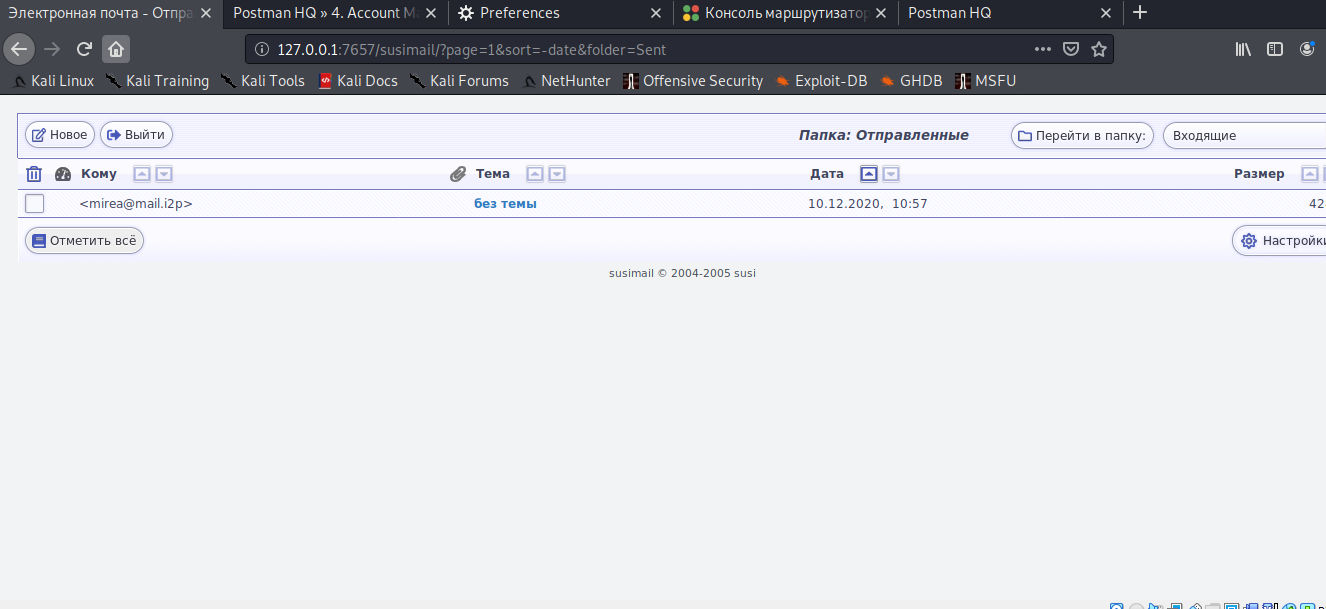 Электронная почта - Отпра
Postman HQ » 4. Account M
Preferences
Консоль маршрутизатор
Postman HQ
127.0.0.1:7657/susimail/?page=1&sort=-date&folder=Sent
Kali Linux Kali Training Kali Tools Kali Docs Kali Forums NetHunter Offensive Security Exploit-DB GHDB MSFU
Новое Выйти Папка: Отправленные Перейти в папку: Входящие
Кому Тема Дата Размер
<mirea@mail.i2p> без темы 10.12.2020, 10:57 42
Отметить всё Настройки
susimail © 2004-2005 susi